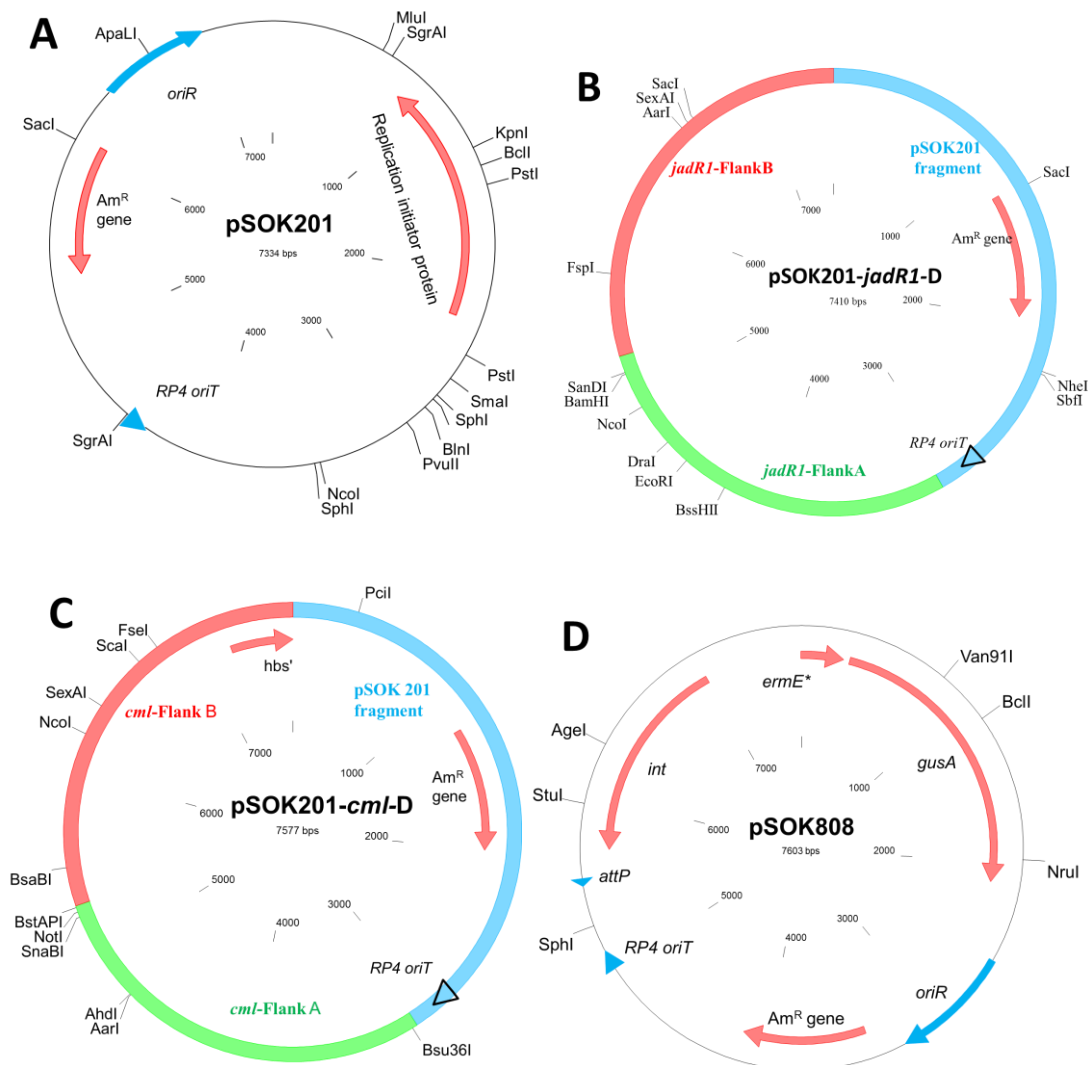 A
MluI
SgrAI
ApaLI
oriR
SacI
KpnI
BclI
PstI
Replication initiator protein
7000
1000
Am^R
gene
6000
pSOK201
7334 bps
2000
5000
3000
4000
PstI
RP4 oriT
SmaI
SphI
SgrAI
BlnI
PvuII
NcoI
SphI
B
SacI
SexAI
AarI
pSOK201
fragment
jadR1-FlankB
SacI
7000
1000
Am^R gene
FspI
6000
pSOK201-jadR1-D
7410 bps
2000
5000
3000
4000
SanDI
BamHI
NheI
SbfI
NcoI
RP4 oriT
DraI
EcoRI
jadR1-FlankA
BssHII
C
PciI
FseI
ScaI
hbs'
SexAI
cml-Flank B
pSOK 201
fragment
NcoI
7000
1000
Am^R
gene
6000
pSOK201-cml-D
7577 bps
2000
BsaBI
5000
3000
BstAPI
NotI
SnaBI
4000
RP4 oriT
AhdI
AarI
cml-Flank A
Bsu36I
D
ermE*
Van91I
BclI
AgeI
int
7000
1000
gusA
StuI
6000
pSOK808
7603 bps
2000
NruI
attP
5000
3000
SphI
RP4 oriT
4000
oriR
Am^R gene